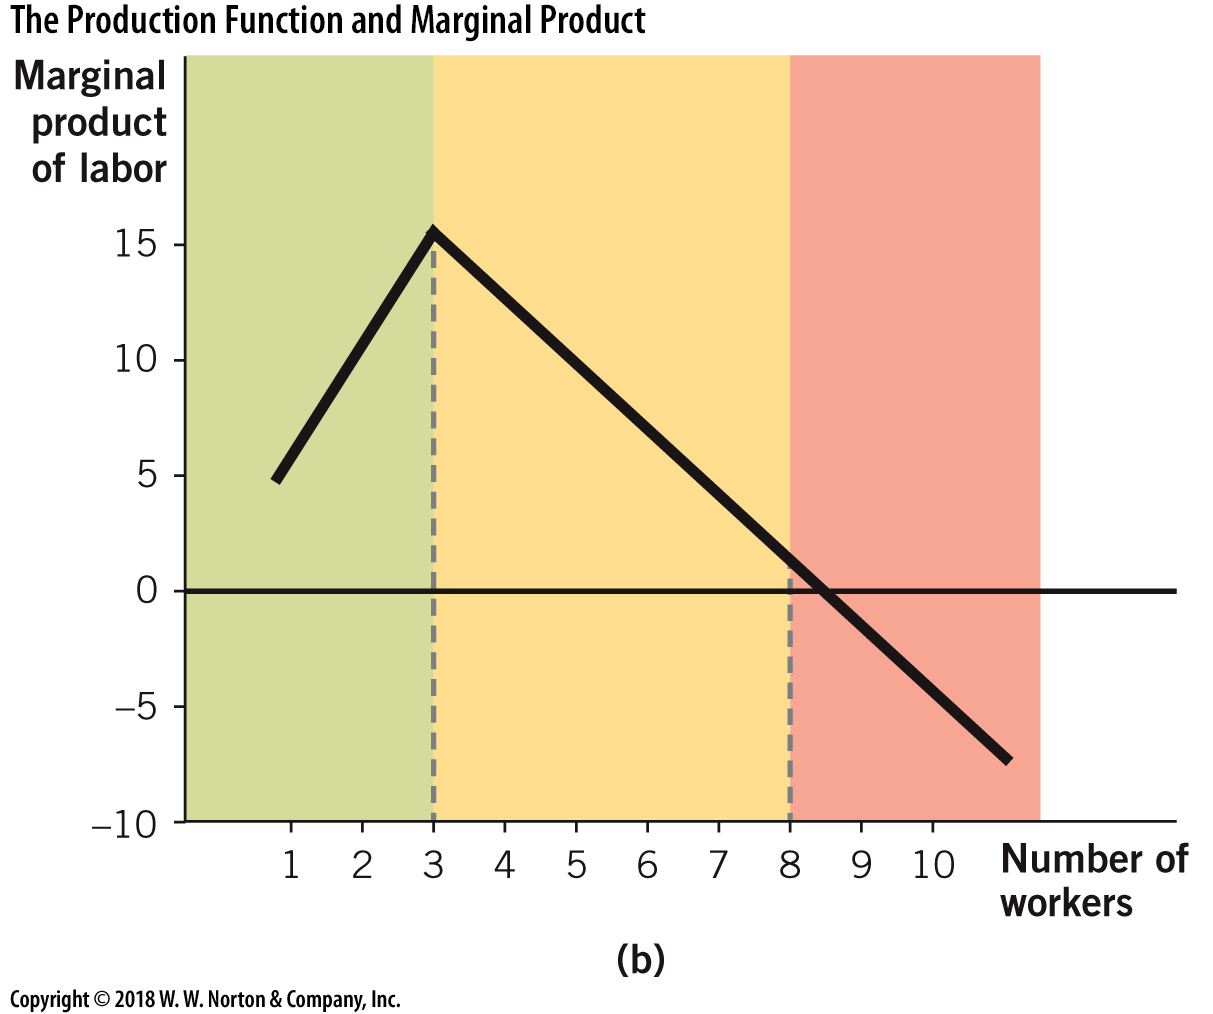 The Production Function and Marginal Product
Marginal
product
of labor
15
10
5
0
–5
–10
1 2 3 4 5 6 7 8 9 10
Number of
workers
(b)
Copyright © 2018 W. W. Norton & Company, Inc.